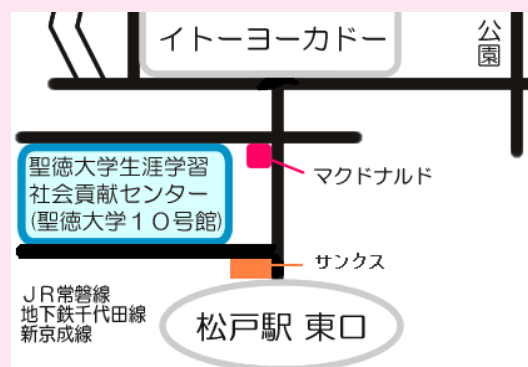 イトーヨーカドー
公
園
マクドナルド
聖徳大学生涯学習
社会貢献センター
(聖徳大学１０号館)
サンクス
ＪＲ常磐線
地下鉄千代田線
新京成線
松戸駅 東口